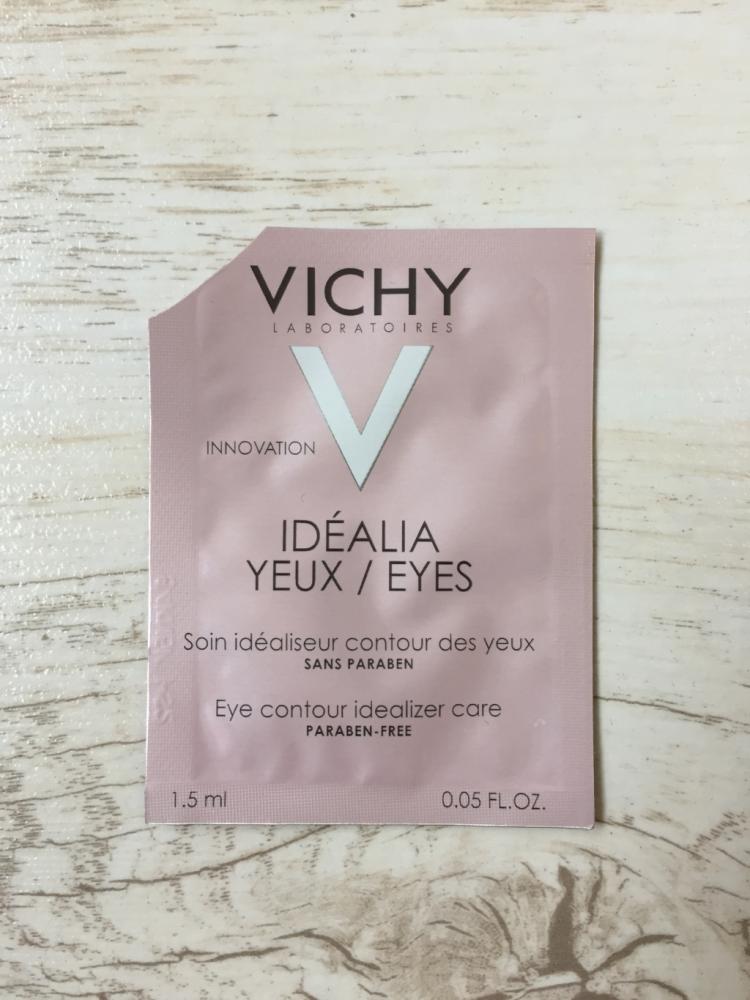 VICHY
LABORATOIRES
INNOVATION
IDÉALIA
YEUX / EYES
Soin idéaliseur contour des yeux
SANS PARABEN
Eye contour idealizer care
PARABEN-FREE
1.5 ml 0.05 FL.OZ.